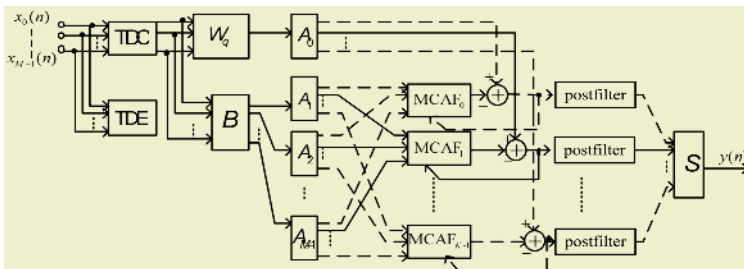 x₀(n)
TDC
W_q
A₀
x_{M-1}(n)
TDE
B
A₁
MCAF₀
postfilter
A₂
MCAF₁
postfilter
S
y(n)
A_{M-1}
MCAF_{K-1}
postfilter